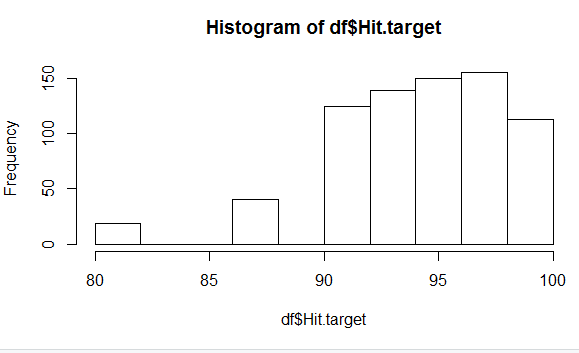 Histogram of df$Hit.target
Frequency
150
100
50
0
80 85 90 95 100
df$Hit.target